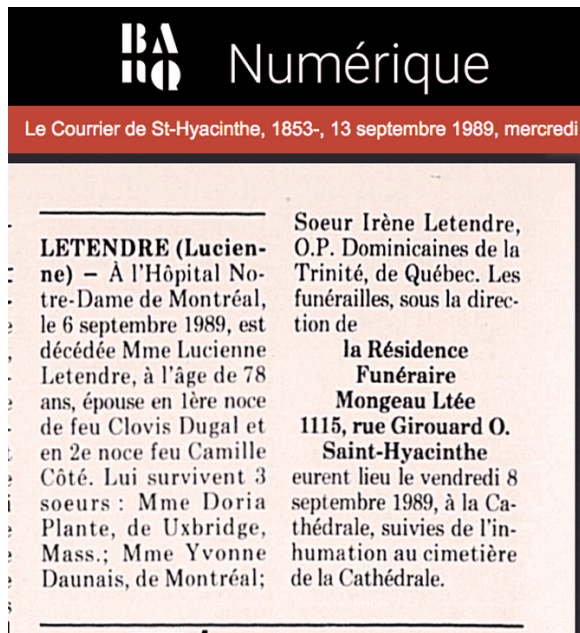 BAnQ Numérique
Le Courrier de St-Hyacinthe, 1853-, 13 septembre 1989, mercredi
LETENDRE (Lucien-
ne) — À l'Hôpital No-
tre-Dame de Montréal,
le 6 septembre 1989, est
décédée Mme Lucienne
Letendre, à l'âge de 78
ans, épouse en 1ère noce
de feu Clovis Dugal et
en 2e noce feu Camille
Côté. Lui survivent 3
soeurs : Mme Doria
Plante, de Uxbridge,
Mass.; Mme Yvonne
Daunais, de Montréal;
Soeur Irène Letendre,
O.P. Dominicaines de la
Trinité, de Québec. Les
funérailles, sous la direc-
tion de
la Résidence
Funéraire
Mongeau Ltée
1115, rue Girouard O.
Saint-Hyacinthe
eurent lieu le vendredi 8
septembre 1989, à la Ca-
thédrale, suivies de l'in-
humation au cimetière
de la Cathédrale.